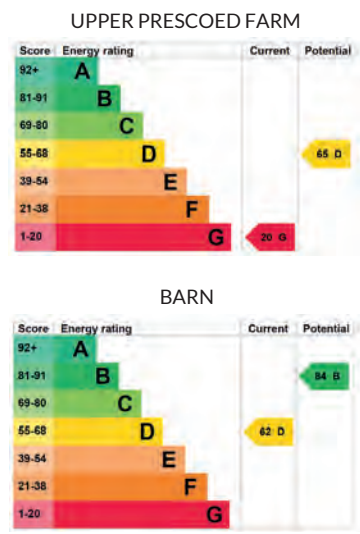 UPPER PRESCOED FARM
Score Energy rating Current Potential
92+ A
81-91 B
69-80 C
55-68 D 65 D
39-54 E
21-38 F
1-20 G 20 G
BARN
Score Energy rating Current Potential
92+ A
81-91 B 84 B
69-80 C
55-68 D 62 D
39-54 E
21-38 F
1-20 G